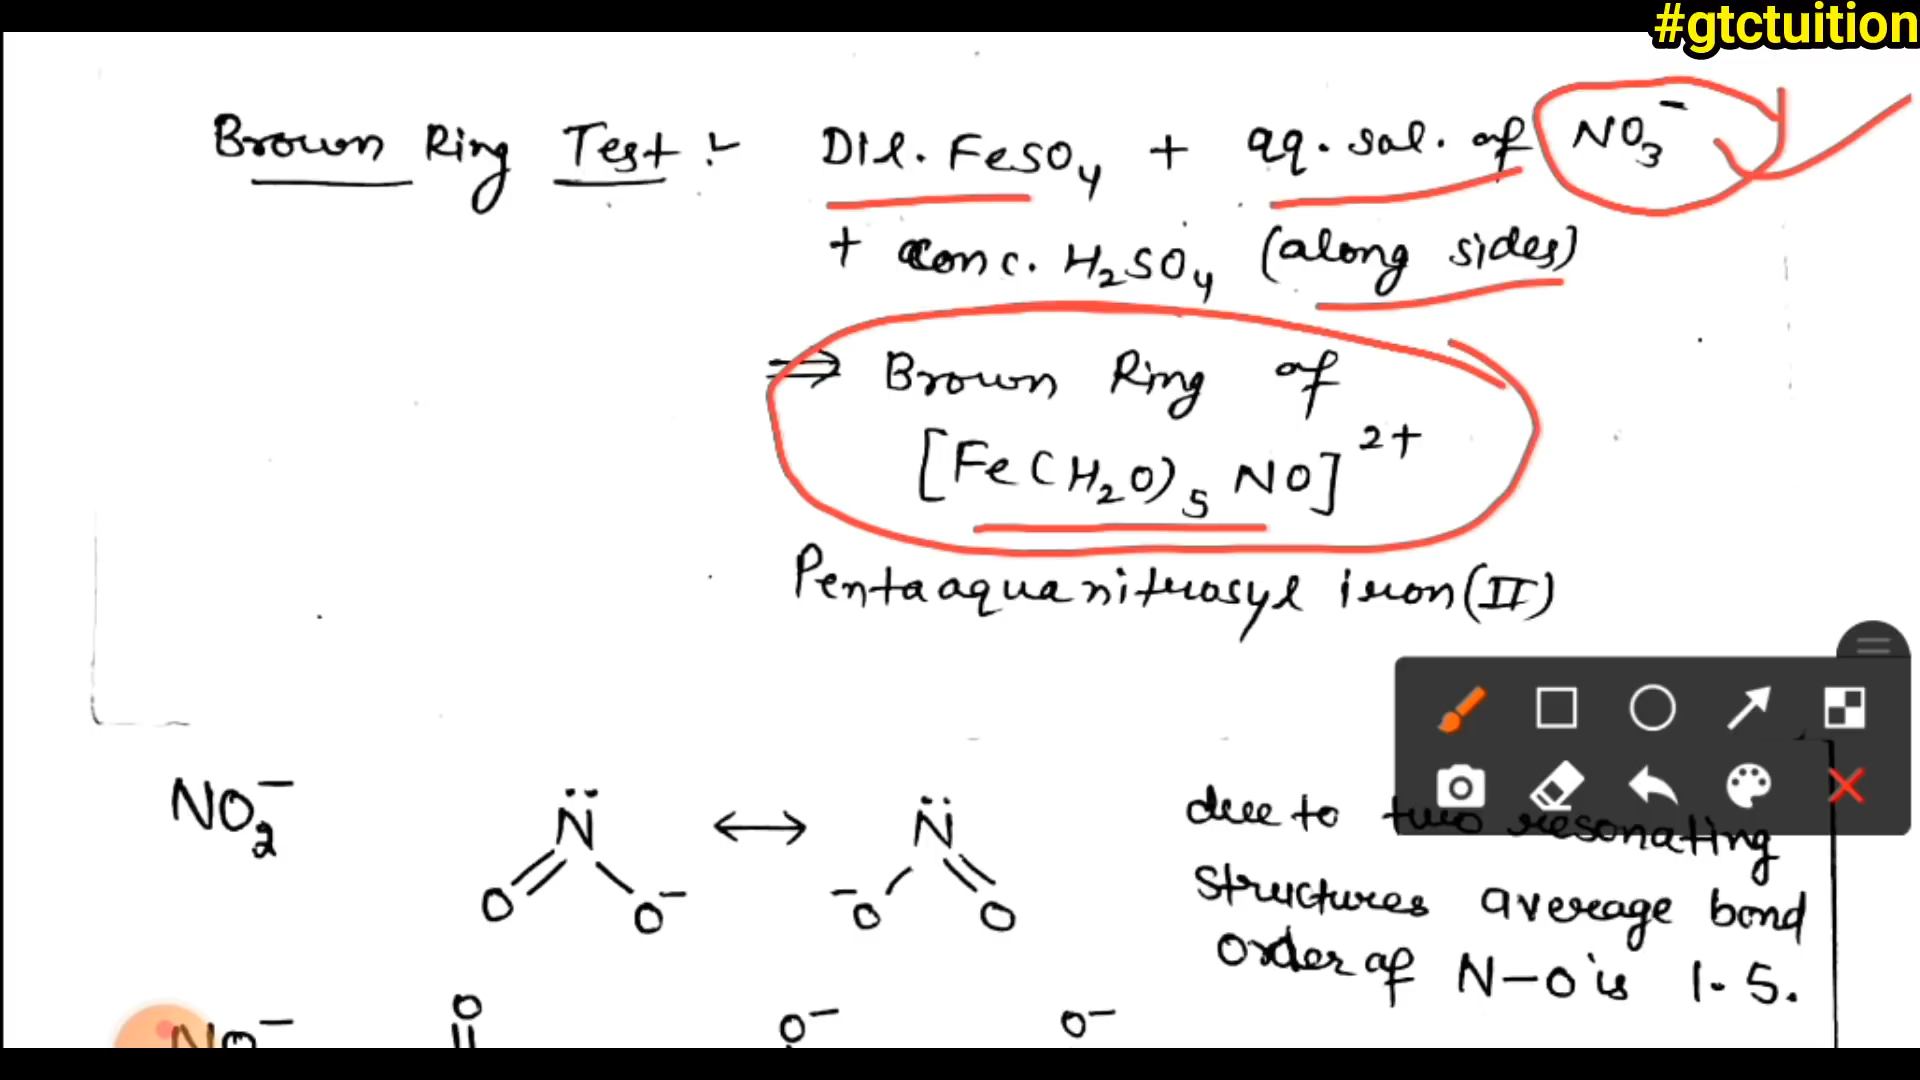 #gtctuition
Brown Ring Test :- Dil. FeSO4 + aq. sol. of NO3⁻
+ conc. H2SO4 (along sides)
⇒ Brown Ring of
[Fe(H2O)5 NO]²⁺
Pentaaquanitrosyl iron (II)
NO2⁻
N ↔ N
O O⁻ ⁻O O
due to two resonating
structures average bond
order of N-O is 1.5.
NO⁻ O O⁻ O⁻